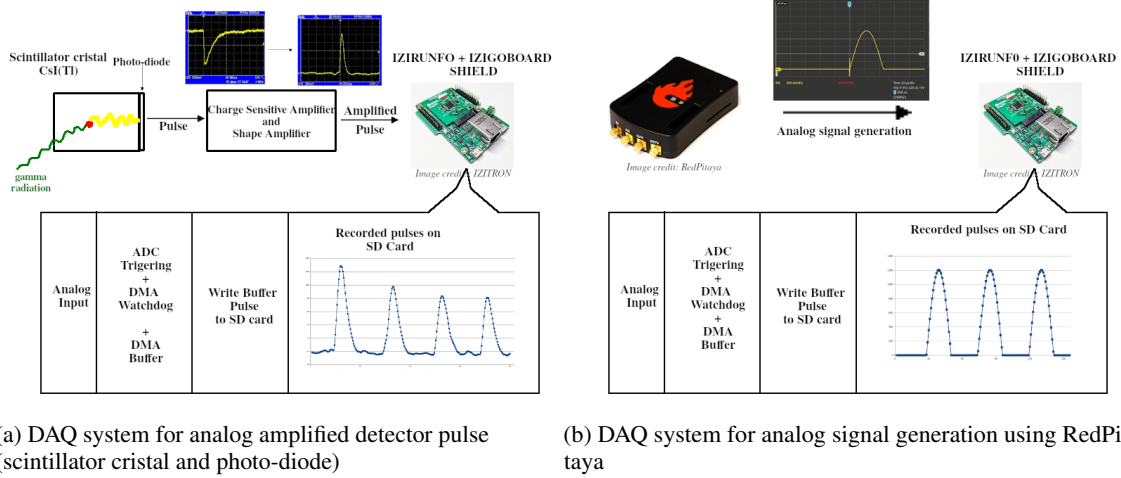 Scintillator cristal
CsI(Tl)
Photo-diode
gamma
radiation
Pulse
Charge Sensitive Amplifier
and
Shape Amplifier
Amplified
Pulse
IZIRUNFO + IZIGOBOARD
SHIELD
Image credit: IZITRON
Analog
Input
ADC
Trigering
+
DMA
Watchdog
+
DMA
Buffer
Write Buffer
Pulse
to SD card
Recorded pulses on
SD Card
(a) DAQ system for analog amplified detector pulse
(scintillator cristal and photo-diode)
Image credit: RedPitaya
Analog signal generation
IZIRUNF0 + IZIGOBOARD
SHIELD
Image credit: IZITRON
Analog
Input
ADC
Trigering
+
DMA
Watchdog
+
DMA
Buffer
Write Buffer
Pulse
to SD card
Recorded pulses on SD Card
(b) DAQ system for analog signal generation using RedPi
taya